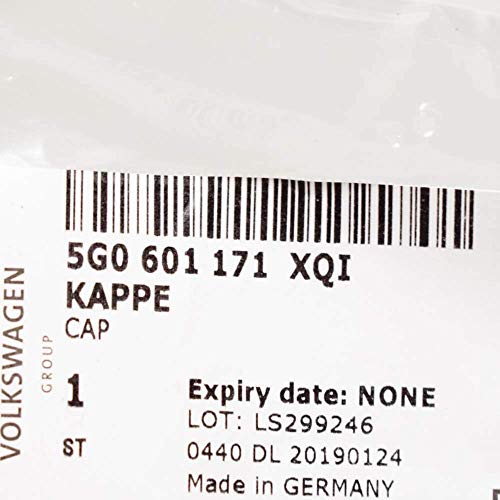 5G0 601 171 XQI
KAPPE
CAP
1
ST
Expiry date: NONE
LOT: LS299246
0440 DL 20190124
Made in GERMANY
VOLKSWAGEN
GROUP